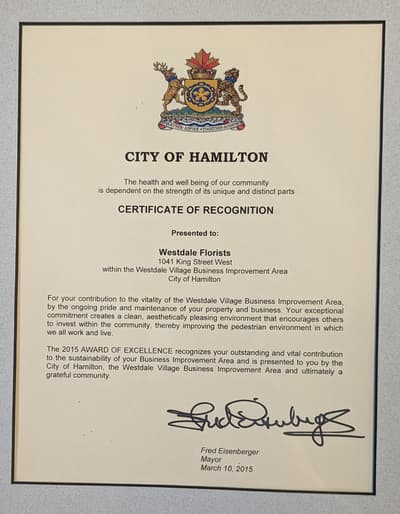 CITY OF HAMILTON
The health and well being of our community
is dependent on the strength of its unique and distinct parts
CERTIFICATE OF RECOGNITION
Presented to:
Westdale Florists
1041 King Street West
within the Westdale Village Business Improvement Area
City of Hamilton
For your contribution to the vitality of the Westdale Village Business Improvement Area,
by the ongoing pride and maintenance of your property and business. Your exceptional
commitment creates a clean, aesthetically pleasing environment that encourages others
to invest within the community, thereby improving the pedestrian environment in which
we all work and live.
The 2015 AWARD OF EXCELLENCE recognizes your outstanding and vital contribution
to the sustainability of your Business Improvement Area and is presented to you by the
City of Hamilton, the Westdale Village Business Improvement Area and ultimately a
grateful community.
Fred Eisenberger
Fred Eisenberger
Mayor
March 10, 2015